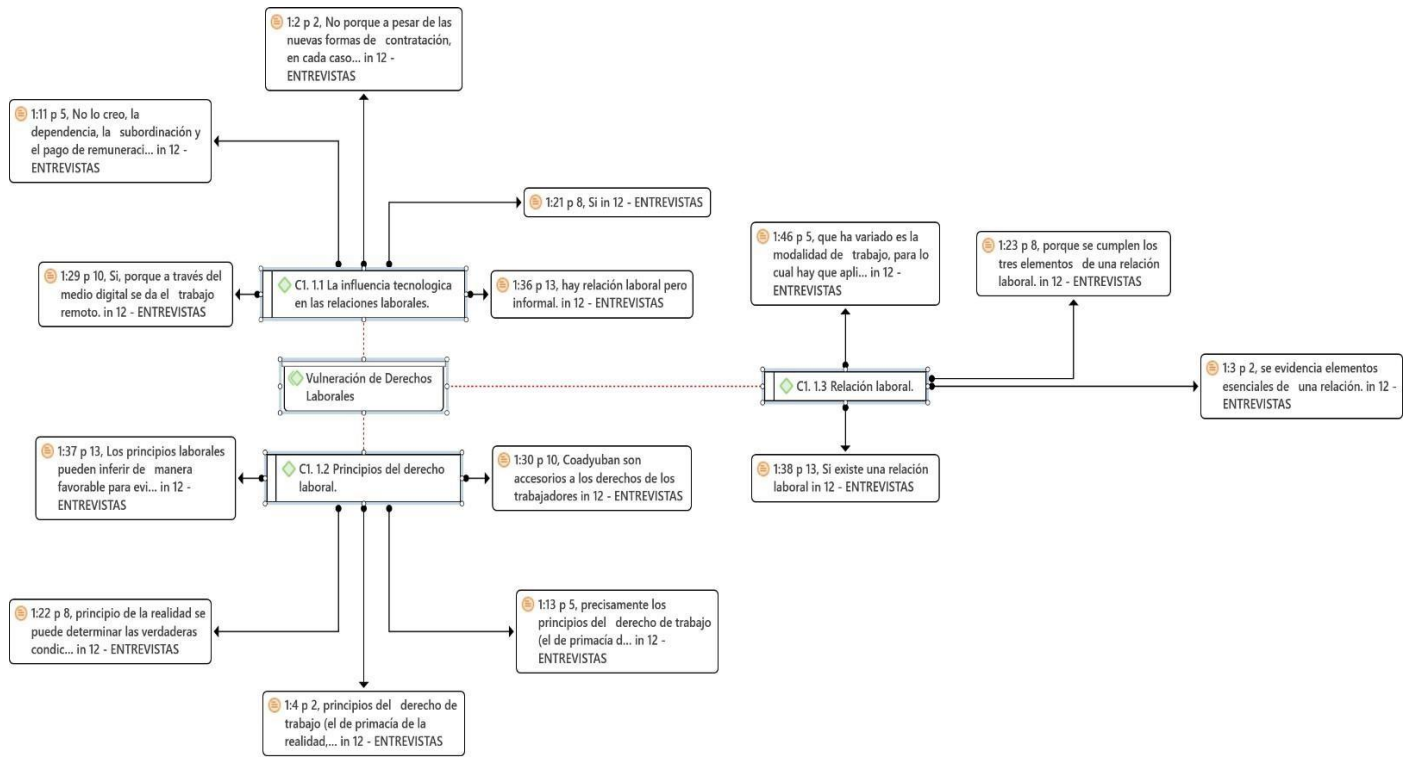 1:2 p 2, No porque a pesar de las
nuevas formas de contratación,
en cada caso... in 12 -
ENTREVISTAS
1:11 p 5, No lo creo, la
dependencia, la subordinación y
el pago de remuneraci... in 12 -
ENTREVISTAS
1:21 p 8, Si in 12 - ENTREVISTAS
1:29 p 10, Si, porque a través del
medio digital se da el trabajo
remoto. in 12 - ENTREVISTAS
C1. 1.1 La influencia tecnologica
en las relaciones laborales.
1:36 p 13, hay relación laboral pero
informal. in 12 - ENTREVISTAS
1:46 p 5, que ha variado es la
modalidad de trabajo, para lo
cual hay que apli... in 12 -
ENTREVISTAS
1:23 p 8, porque se cumplen los
tres elementos de una relación
laboral. in 12 - ENTREVISTAS
Vulneración de Derechos
Laborales
C1. 1.3 Relación laboral.
1:3 p 2, se evidencia elementos
esenciales de una relación. in 12 -
ENTREVISTAS
1:37 p 13, Los principios laborales
pueden inferir de manera
favorable para evi... in 12 -
ENTREVISTAS
C1. 1.2 Principios del derecho
laboral.
1:30 p 10, Coadyuban son
accesorios a los derechos de los
trabajadores in 12 - ENTREVISTAS
1:38 p 13, Si existe una relación
laboral in 12 - ENTREVISTAS
1:22 p 8, principio de la realidad se
puede determinar las verdaderas
condic... in 12 - ENTREVISTAS
1:13 p 5, precisamente los
principios del derecho de trabajo
(el de primacía d... in 12 -
ENTREVISTAS
1:4 p 2, principios del derecho de
trabajo (el de primacía de la
realidad,... in 12 - ENTREVISTAS